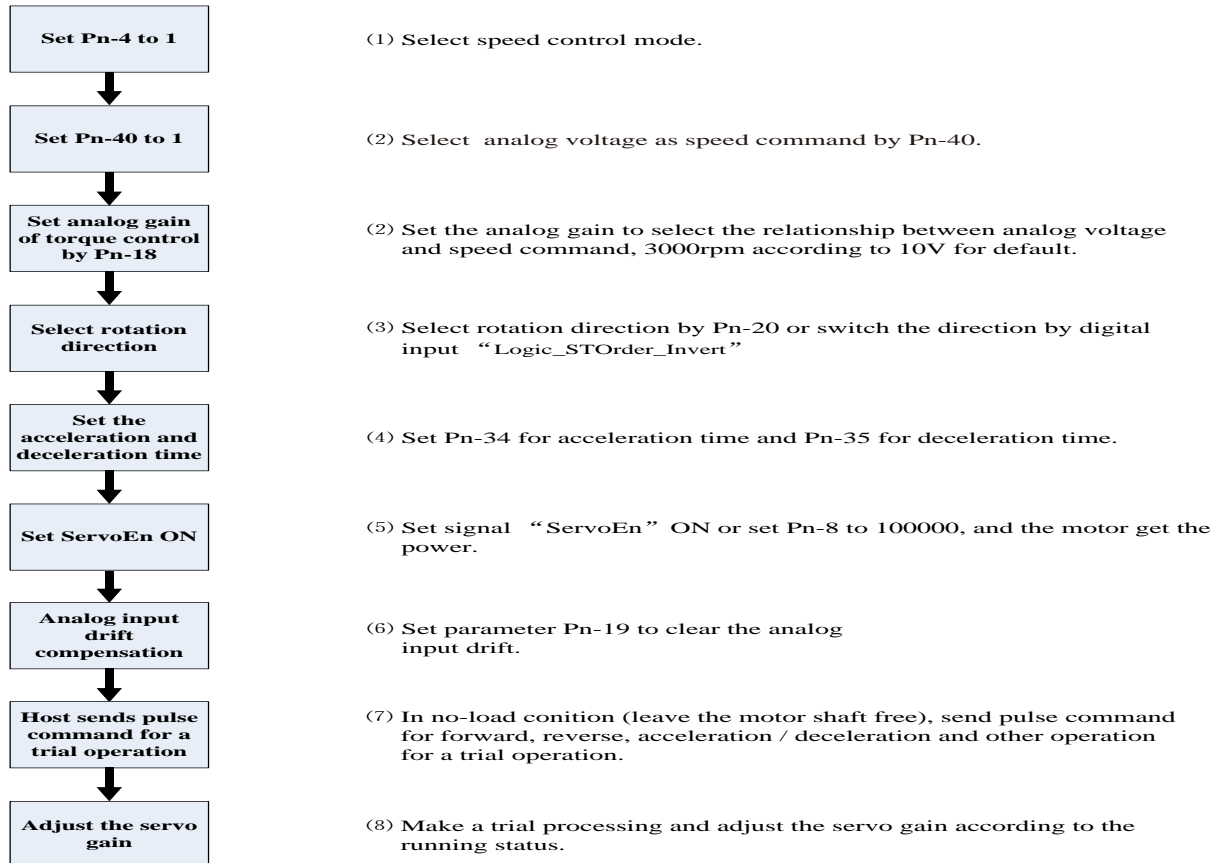 Set Pn-4 to 1
(1) Select speed control mode.
Set Pn-40 to 1
(2) Select analog voltage as speed command by Pn-40.
Set analog gain
of torque control
by Pn-18
(2) Set the analog gain to select the relationship between analog voltage
and speed command, 3000rpm according to 10V for default.
Select rotation
direction
(3) Select rotation direction by Pn-20 or switch the direction by digital
input “Logic_STOrder_Invert”
Set the
acceleration and
deceleration time
(4) Set Pn-34 for acceleration time and Pn-35 for deceleration time.
Set ServoEn ON
(5) Set signal “ServoEn” ON or set Pn-8 to 100000, and the motor get the
power.
Analog input
drift
compensation
(6) Set parameter Pn-19 to clear the analog
input drift.
Host sends pulse
command for a
trial operation
(7) In no-load conition (leave the motor shaft free), send pulse command
for forward, reverse, acceleration / deceleration and other operation
for a trial operation.
Adjust the servo
gain
(8) Make a trial processing and adjust the servo gain according to the
running status.